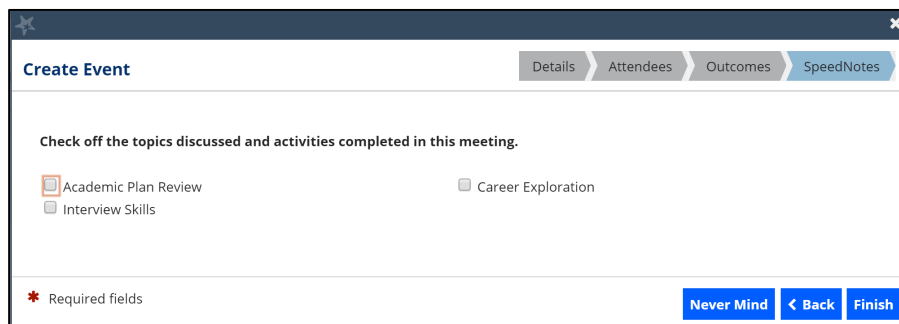 Create Event
Details Attendees Outcomes SpeedNotes
Check off the topics discussed and activities completed in this meeting.
Academic Plan Review Career Exploration
Interview Skills
* Required fields
Never Mind < Back Finish